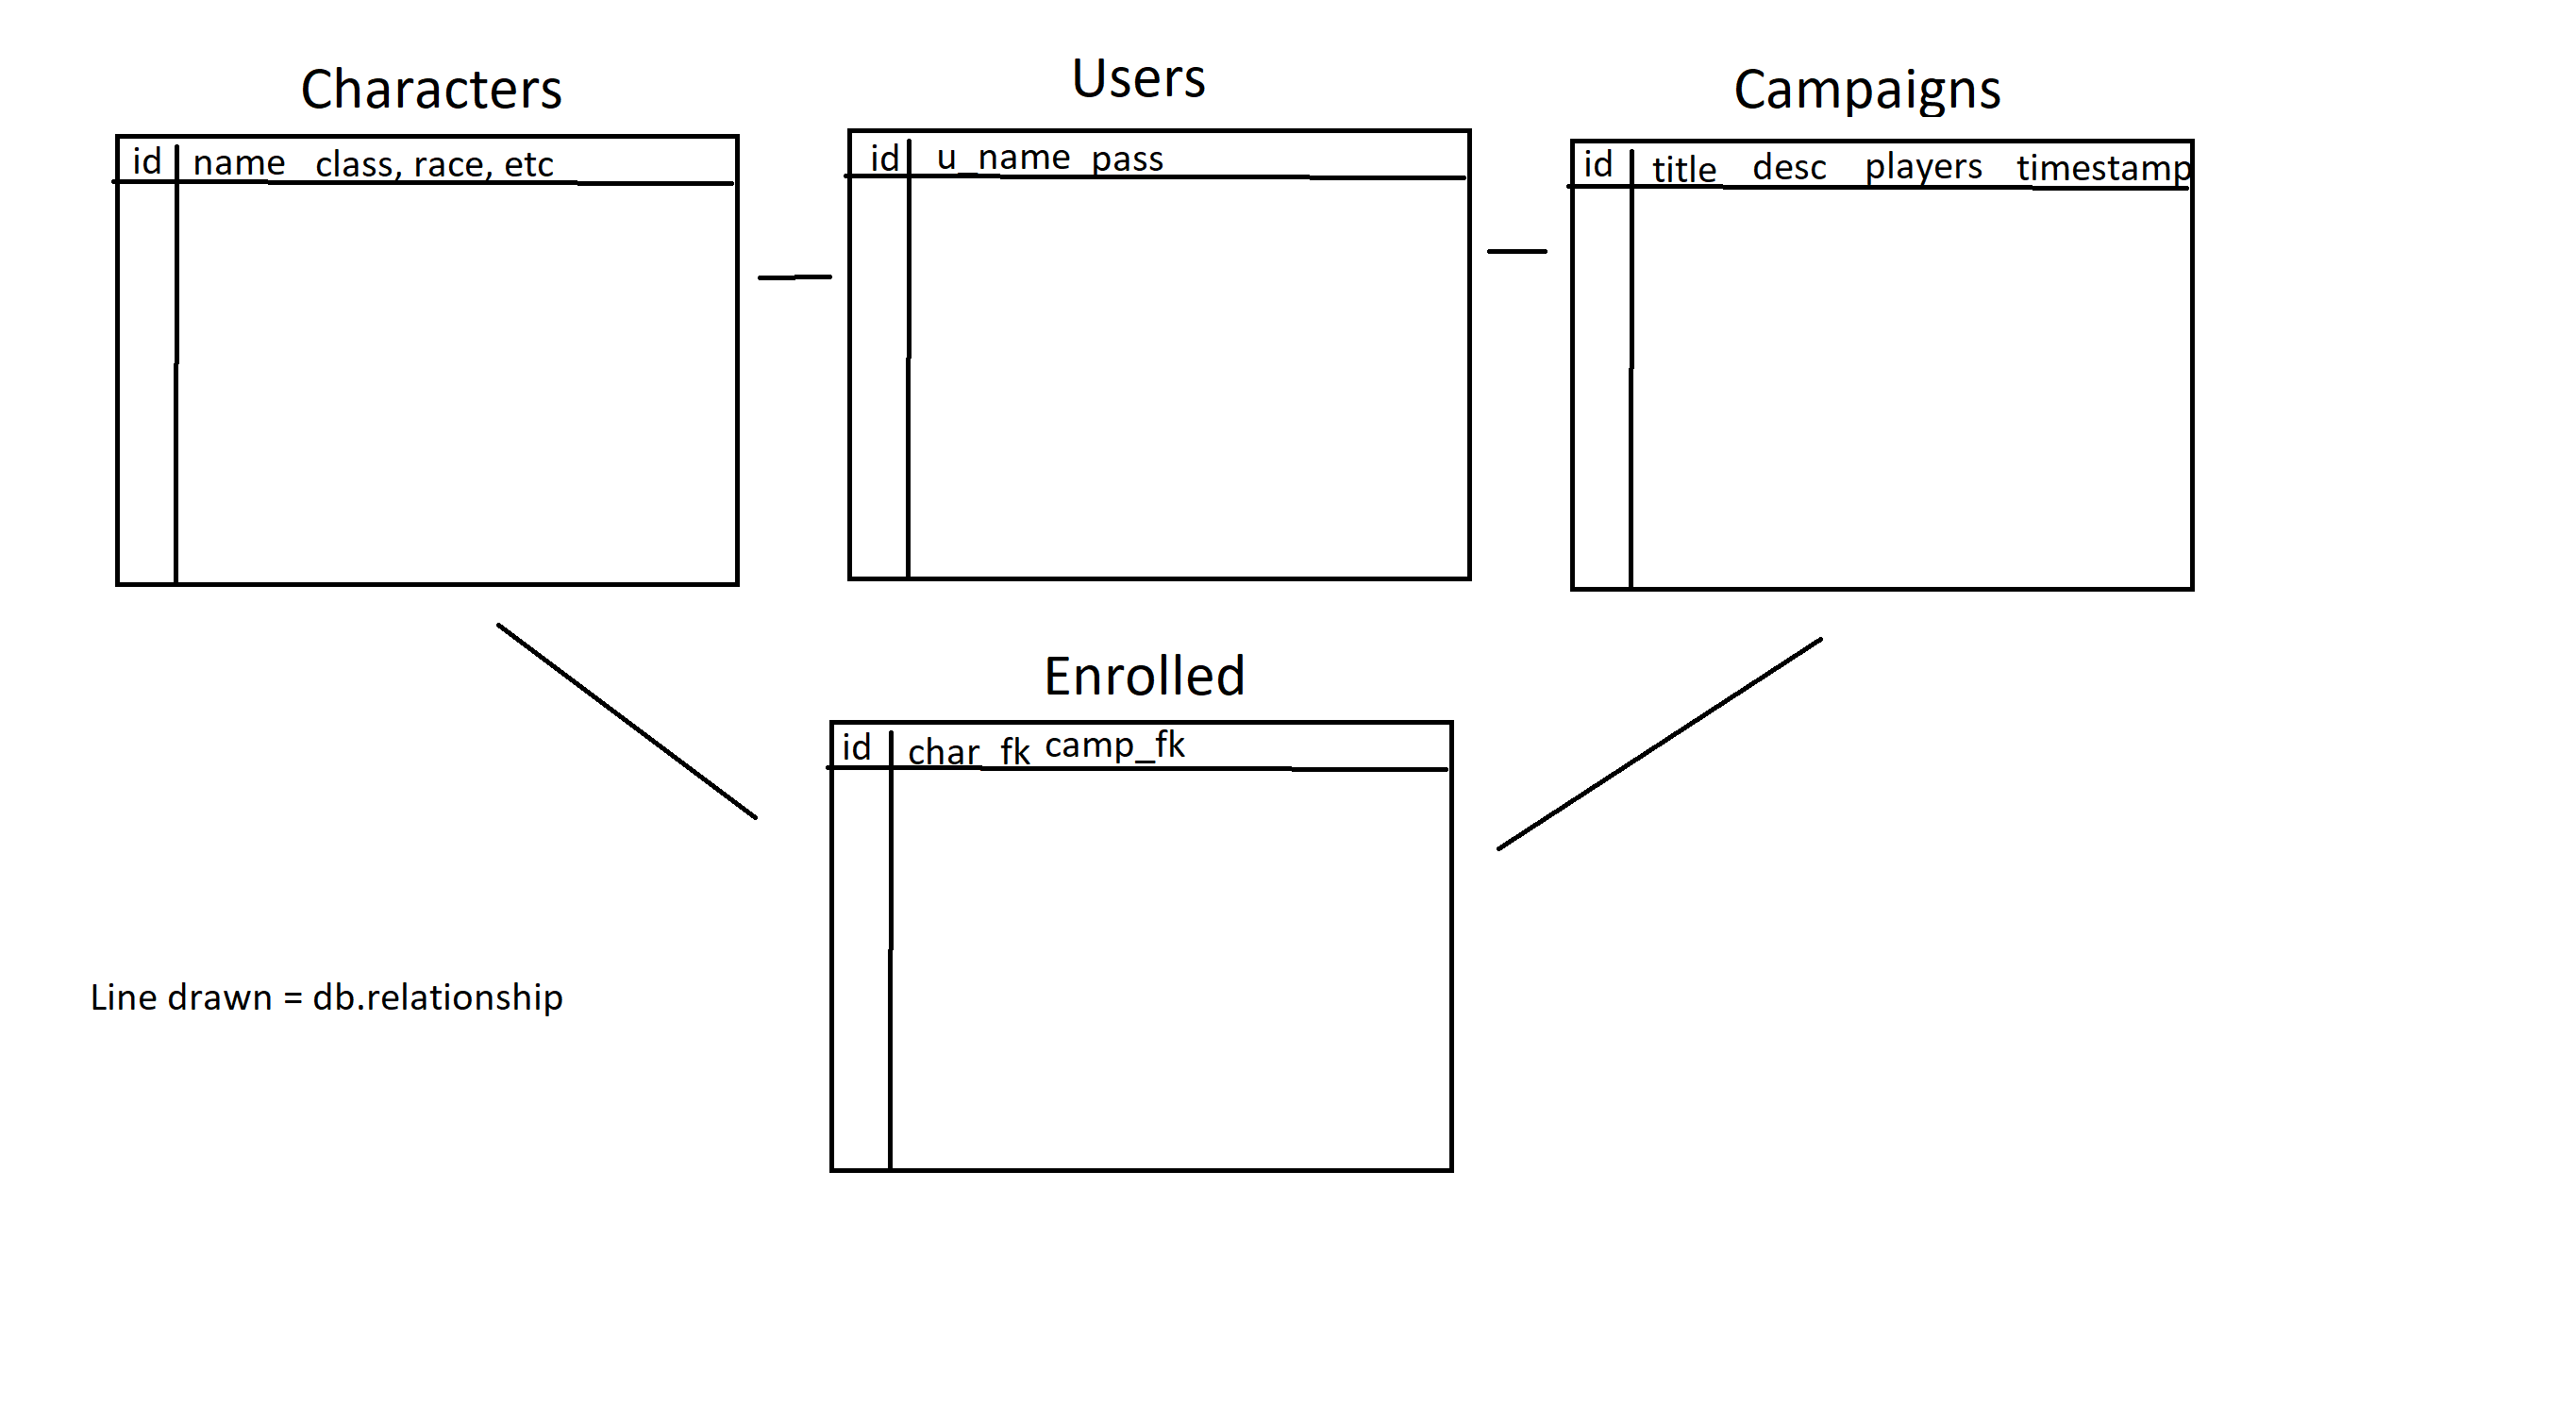 Characters
id name class, race, etc
Users
id u_name pass
Campaigns
id title desc players timestamp
Enrolled
id char_fk camp_fk
Line drawn = db.relationship